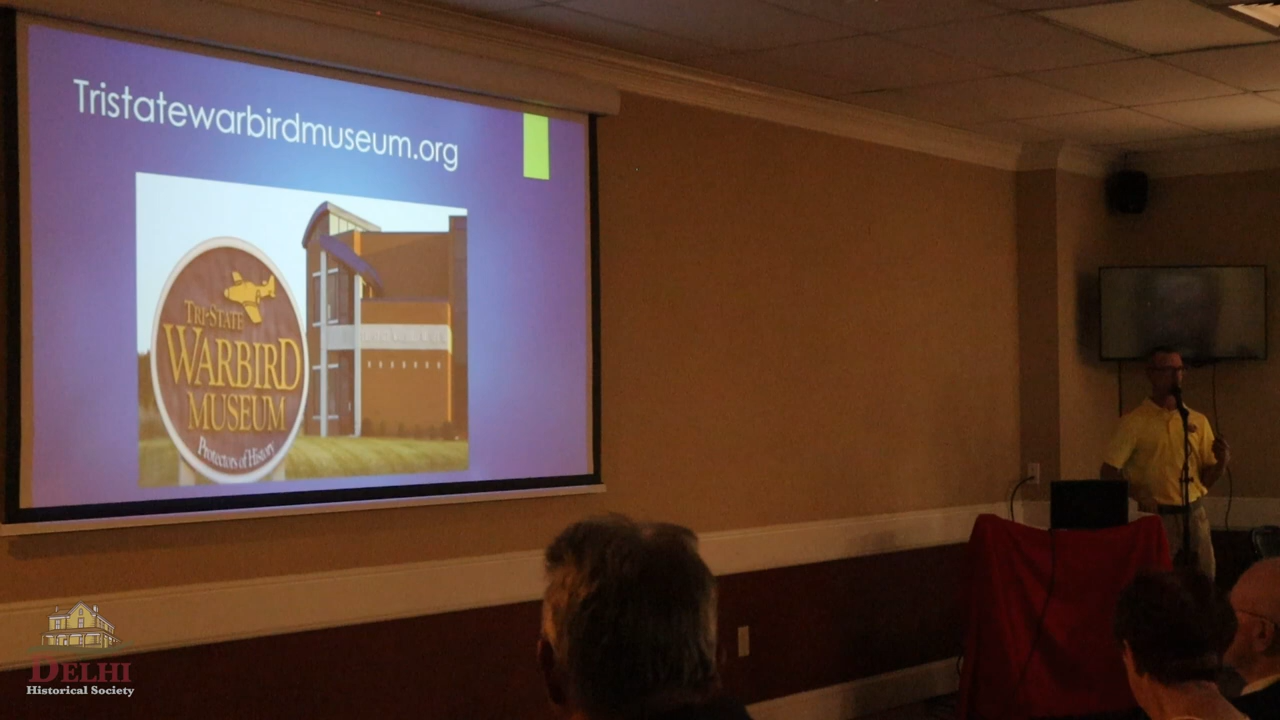 Tristatewarbirdmuseum.org
TRI-STATE
WARBIRD
MUSEUM
Protectors of History
DELHI
Historical Society